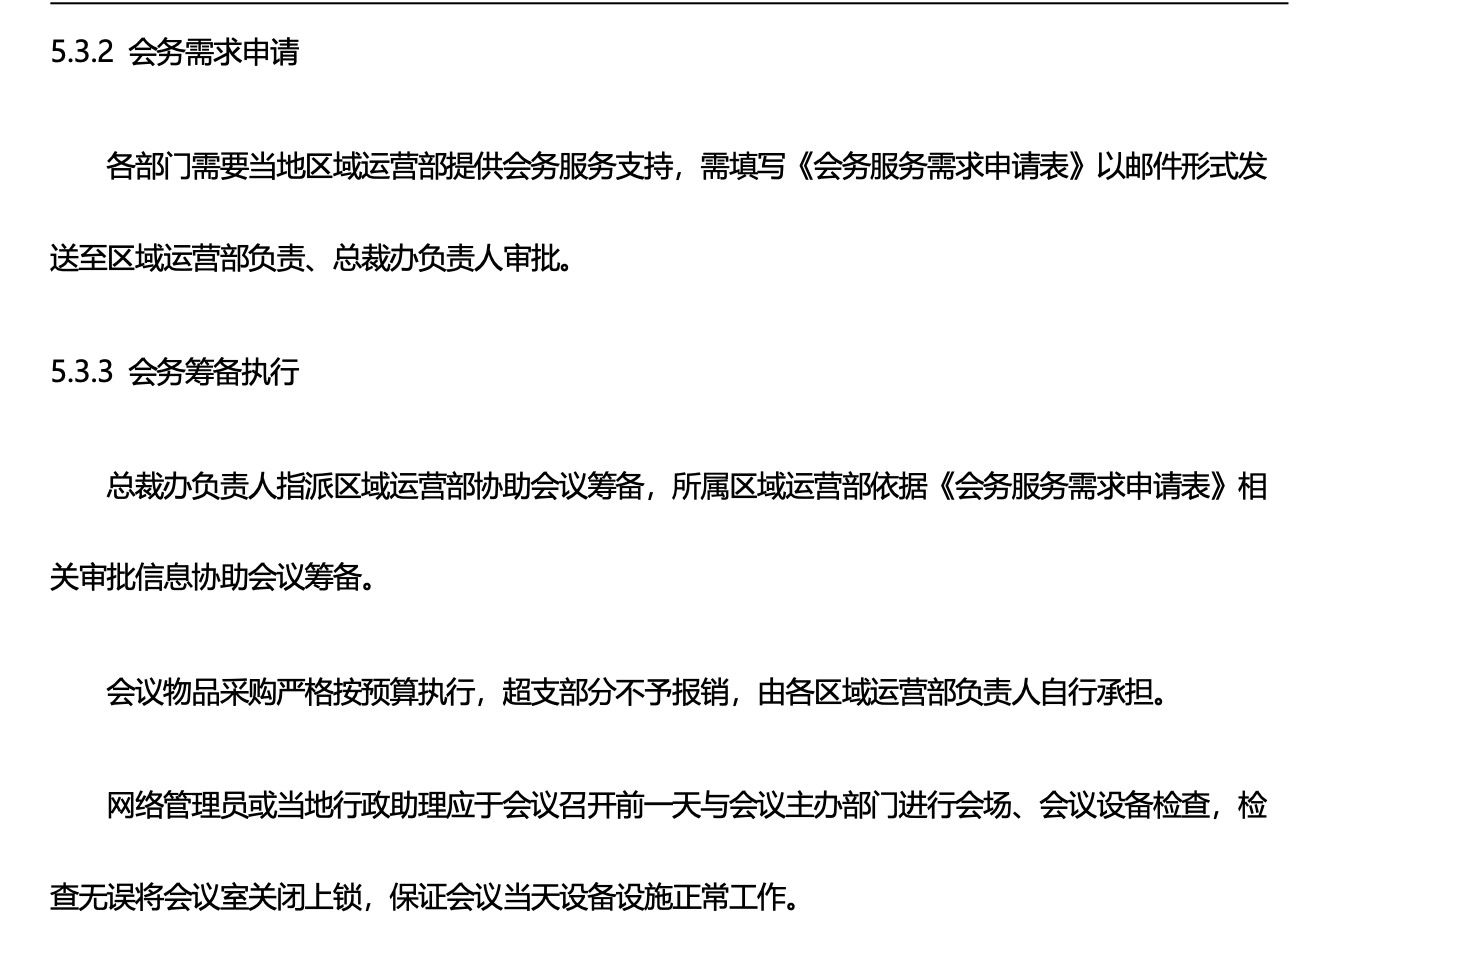 5.3.2 会务需求申请
各部门需要当地区域运营部提供会务服务支持，需填写《会务服务需求申请表》以邮件形式发
送至区域运营部负责、总裁办负责人审批。
5.3.3 会务筹备执行
总裁办负责人指派区域运营部协助会议筹备，所属区域运营部依据《会务服务需求申请表》相
关审批信息协助会议筹备。
会议物品采购严格按预算执行，超支部分不予报销，由各区域运营部负责人自行承担。
网络管理员或当地行政助理应于会议召开前一天与会议主办部门进行会场、会议设备检查，检
查无误将会议室关闭上锁，保证会议当天设备设施正常工作。